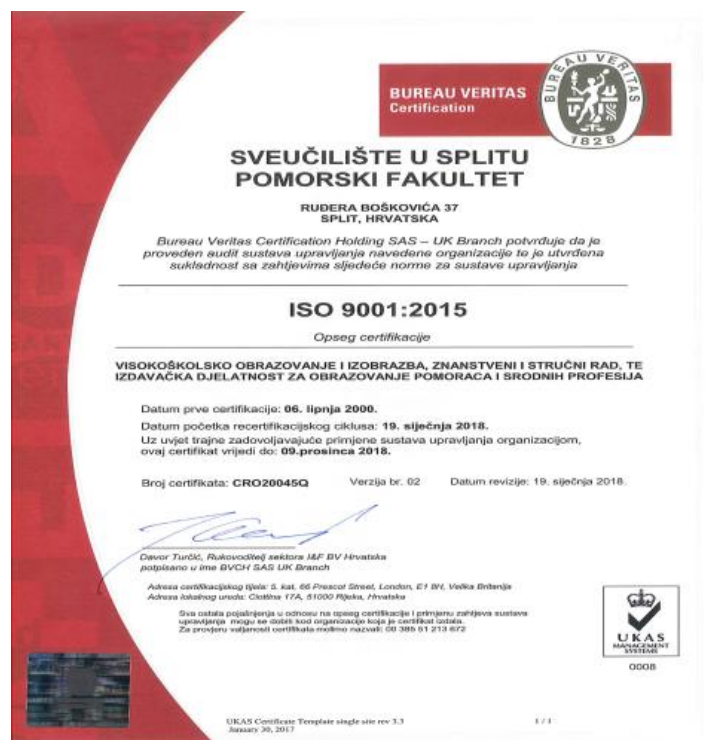 BUREAU VERITAS
Certification
BUREAU VERITAS
1828
SVEUČILIŠTE U SPLITU
POMORSKI FAKULTET
RUĐERA BOŠKOVIĆA 37
SPLIT, HRVATSKA
Bureau Veritas Certification Holding SAS – UK Branch potvrđuje da je
proveden audit sustava upravljanja navedene organizacije te je utvrđena
sukladnost sa zahtjevima sljedeće norme za sustave upravljanja
ISO 9001:2015
Opseg certifikacije
VISOKOŠKOLSKO OBRAZOVANJE I IZOBRAZBA, ZNANSTVENI I STRUČNI RAD, TE
IZDAVAČKA DJELATNOST ZA OBRAZOVANJE POMORACA I SRODNIH PROFESIJA
Datum prve certifikacije: 06. lipnja 2000.
Datum početka recertifikacijskog ciklusa: 19. siječnja 2018.
Uz uvjet trajne zadovoljavajuće primjene sustava upravljanja organizacijom,
ovaj certifikat vrijedi do: 09.prosinca 2018.
Broj certifikata: CRO20045Q Verzija br. 02 Datum revizije: 19. siječnja 2018.
Davor Turčić, Rukovoditelj sektora I&F BV Hrvatska
potpisano u ime BVCH SAS UK Branch
Adresa certifikacijskog tijela: 5. kat, 66 Prescot Street, London, E1 8H, Velika Britanija
Adresa lokalnog ureda: Ciottina 17A, 51000 Rijeka, Hrvatska
Sva ostala pojašnjenja u odnosu na opseg certifikacije i primjenu zahtjeva sustava
upravljanja mogu se dobiti kod organizacije koja je certifikat izdala.
Za provjeru valjanosti certifikata molimo nazvati: 00 385 51 213 672
UKAS
MANAGEMENT
SYSTEMS
0008
UKAS Certificate Template single site rev 3.3 1 / 1
January 30, 2017